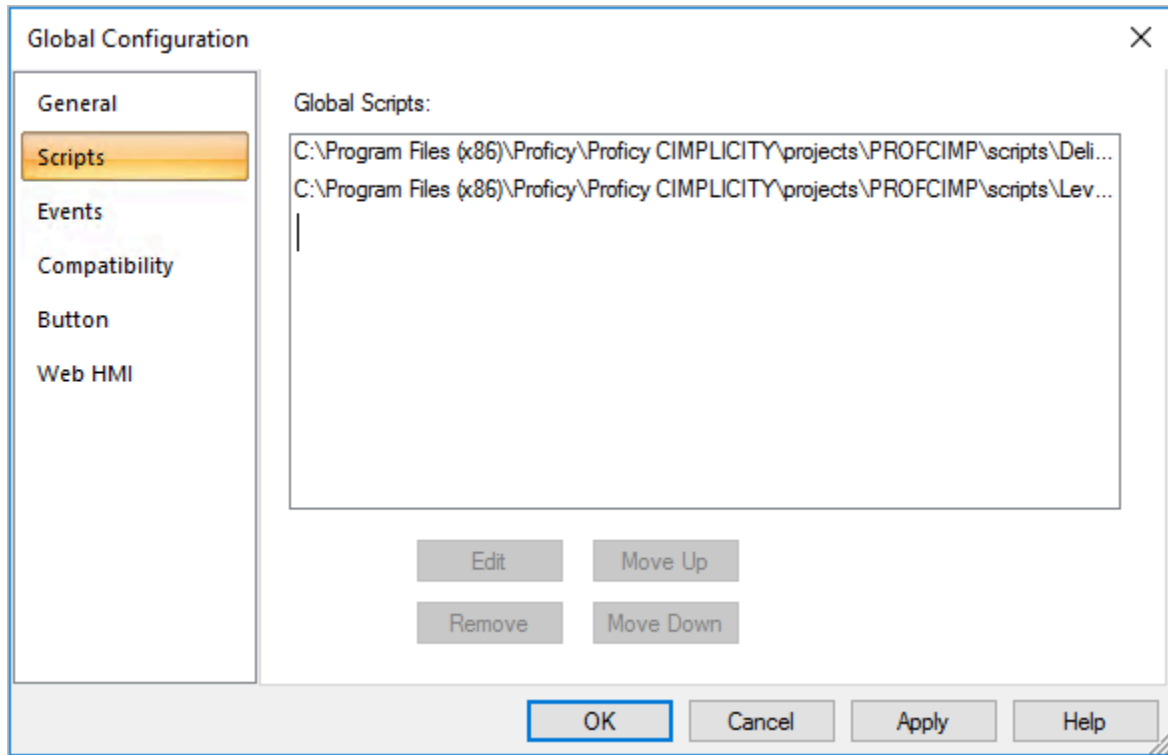 Global Configuration
General
Scripts
Events
Compatibility
Button
Web HMI
Global Scripts:
C:\Program Files (x86)\Proficy\Proficy CIMPLICITY\projects\PROFCIMP\scripts\Deli...
C:\Program Files (x86)\Proficy\Proficy CIMPLICITY\projects\PROFCIMP\scripts\Lev...
Edit
Move Up
Remove
Move Down
OK
Cancel
Apply
Help